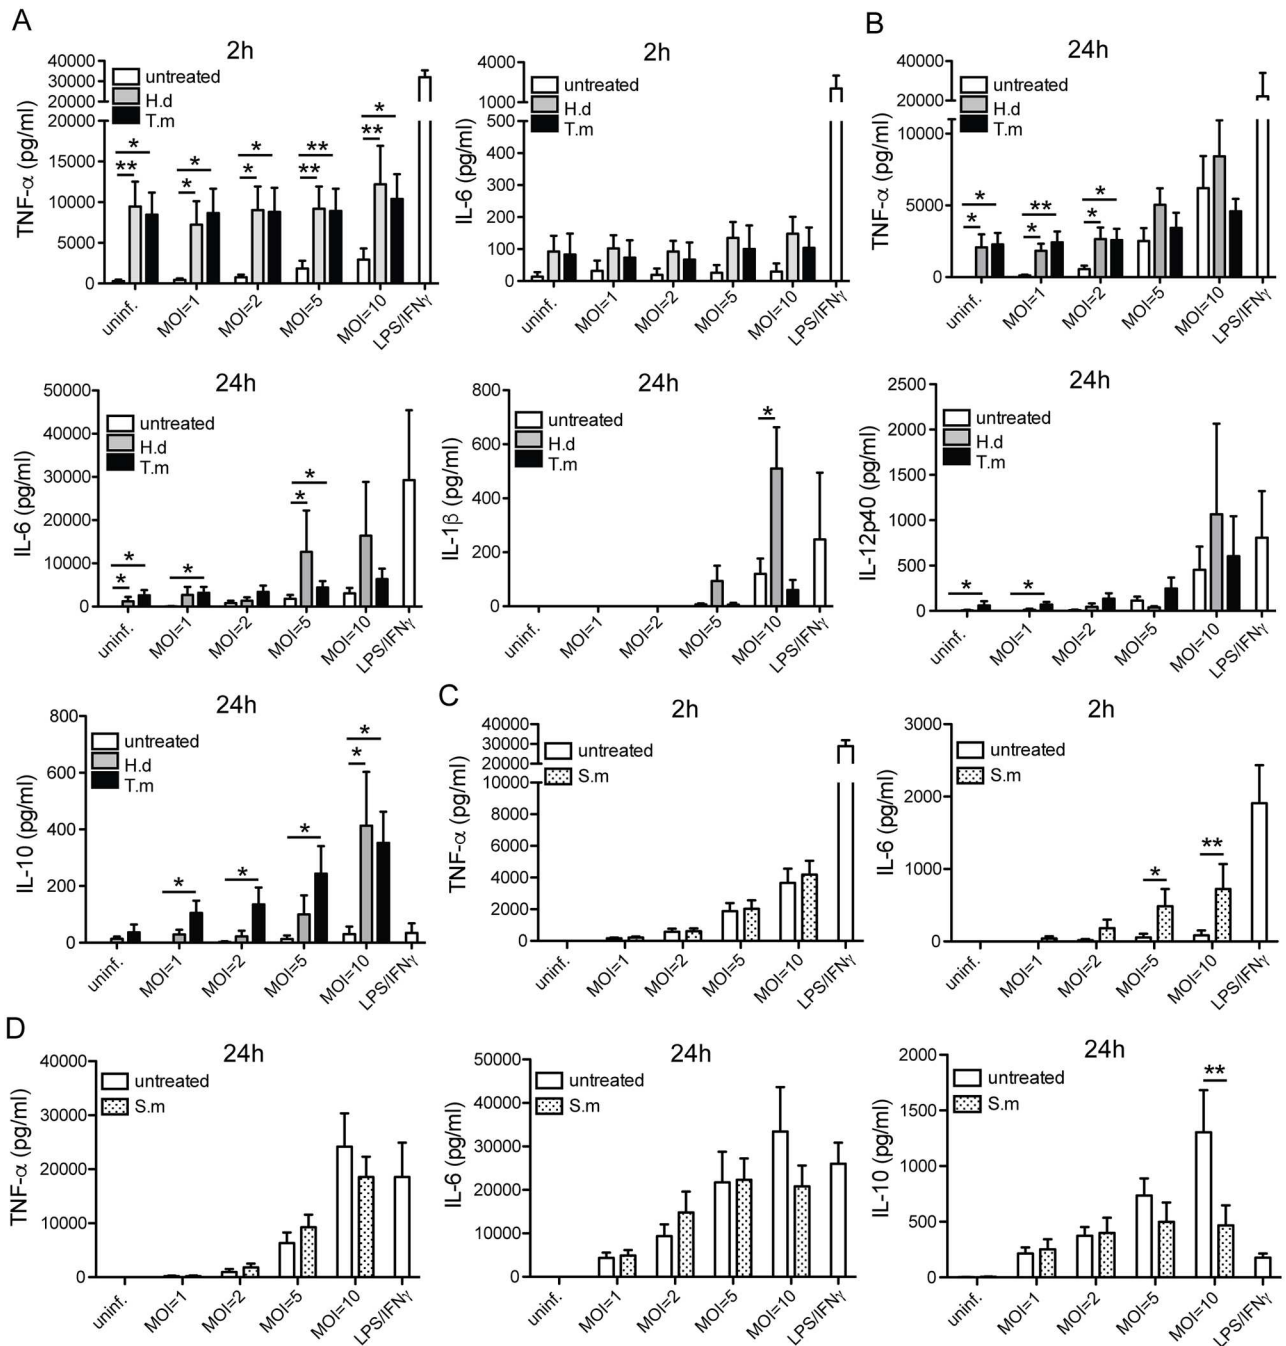 A
2h
TNF-α (pg/ml)
40000
30000
20000
20000
15000
10000
5000
0
untreated
H.d
T.m
** *
* *
* *
** **
** *
uninf. MOI=1 MOI=2 MOI=5 MOI=10 LPS/IFNγ
2h
IL-6 (pg/ml)
4000
1000
500
400
300
200
100
0
untreated
H.d
T.m
uninf. MOI=1 MOI=2 MOI=5 MOI=10 LPS/IFNγ
B
24h
TNF-α (pg/ml)
40000
20000
10000
5000
0
untreated
H.d
T.m
* *
* **
* *
uninf. MOI=1 MOI=2 MOI=5 MOI=10 LPS/IFNγ
24h
IL-6 (pg/ml)
50000
40000
30000
20000
10000
0
untreated
H.d
T.m
* *
*
* *
uninf. MOI=1 MOI=2 MOI=5 MOI=10 LPS/IFNγ
24h
IL-1β (pg/ml)
800
600
400
200
0
untreated
H.d
T.m
*
uninf. MOI=1 MOI=2 MOI=5 MOI=10 LPS/IFNγ
24h
IL-12p40 (pg/ml)
2500
2000
1500
1000
500
0
untreated
H.d
T.m
*
*
uninf. MOI=1 MOI=2 MOI=5 MOI=10 LPS/IFNγ
24h
IL-10 (pg/ml)
800
600
400
200
0
untreated
H.d
T.m
*
*
*
* *
uninf. MOI=1 MOI=2 MOI=5 MOI=10 LPS/IFNγ
C
2h
TNF-α (pg/ml)
40000
30000
20000
10000
8000
6000
4000
2000
0
untreated
S.m
uninf. MOI=1 MOI=2 MOI=5 MOI=10 LPS/IFNγ
2h
IL-6 (pg/ml)
3000
2000
1000
0
untreated
S.m
*
**
uninf. MOI=1 MOI=2 MOI=5 MOI=10 LPS/IFNγ
D
24h
TNF-α (pg/ml)
40000
30000
20000
10000
0
untreated
S.m
uninf. MOI=1 MOI=2 MOI=5 MOI=10 LPS/IFNγ
24h
IL-6 (pg/ml)
50000
40000
30000
20000
10000
0
untreated
S.m
uninf. MOI=1 MOI=2 MOI=5 MOI=10 LPS/IFNγ
24h
IL-10 (pg/ml)
2000
1500
1000
500
0
untreated
S.m
**
uninf. MOI=1 MOI=2 MOI=5 MOI=10 LPS/IFNγ